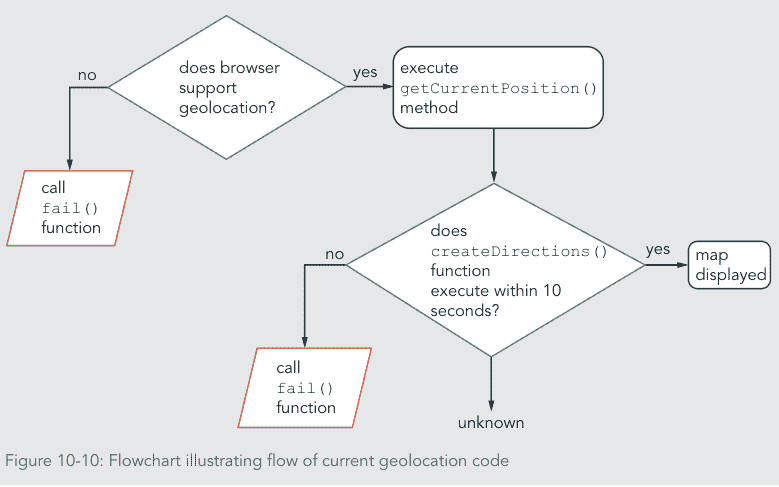 no
does browser
support
geolocation?
yes
execute
getCurrentPosition()
method
call
fail()
function
does
createDirections()
function
execute within 10
seconds?
no
yes
map
displayed
call
fail()
function
unknown
Figure 10-10: Flowchart illustrating flow of current geolocation code